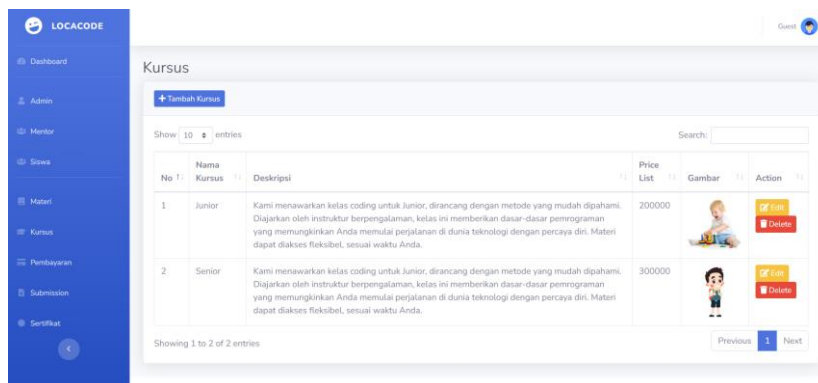 LOCACODE
Guest
Dashboard
Admin
Mentor
Siswa
Materi
Kursus
Pembayaran
Submission
Sertifikat
Kursus
+ Tambah Kursus
Show 10 entries
Search:
No
Nama Kursus
Deskripsi
Price List
Gambar
Action
1
Junior
Kami menawarkan kelas coding untuk Junior, dirancang dengan metode yang mudah dipahami.
Diajarkan oleh instruktur berpengalaman, kelas ini memberikan dasar-dasar pemrograman
yang memungkinkan Anda memulai perjalanan di dunia teknologi dengan percaya diri. Materi
dapat diakses fleksibel, sesuai waktu Anda.
200000
Edit
Delete
2
Senior
Kami menawarkan kelas coding untuk Junior, dirancang dengan metode yang mudah dipahami.
Diajarkan oleh instruktur berpengalaman, kelas ini memberikan dasar-dasar pemrograman
yang memungkinkan Anda memulai perjalanan di dunia teknologi dengan percaya diri. Materi
dapat diakses fleksibel, sesuai waktu Anda.
300000
Edit
Delete
Showing 1 to 2 of 2 entries
Previous 1 Next